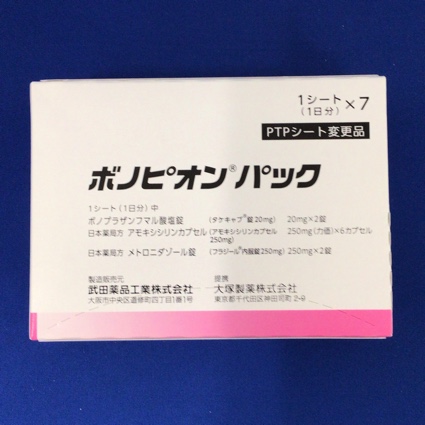 1シート
(1日分) ×7
PTPシート変更品
ボノピオン®パック
1シート(1日分)中
ボノプラザンフマル酸塩錠 (タケキャブ®錠20mg) 20mg×2錠
日本薬局方 アモキシシリンカプセル (アモキシシリンカプセル 250mg(力価)×6カプセル
250mg)
日本薬局方 メトロニダゾール錠 (フラジール®内服錠250mg) 250mg×2錠
製造販売元 提携
武田薬品工業株式会社 大塚製薬株式会社
大阪市中央区道修町四丁目1番1号 東京都千代田区神田司町2-9